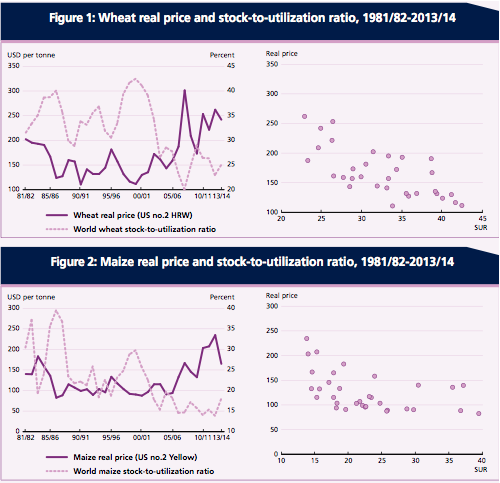 Figure 1: Wheat real price and stock-to-utilization ratio, 1981/82-2013/14
USD per tonne Percent
350 45
300 40
250 35
200 30
150 25
100 20
81/82 85/86 90/91 95/96 00/01 05/06 10/11 13/14
Wheat real price (US no.2 HRW)
World wheat stock-to-utilization ratio
Real price
350
300
250
200
150
100
50
20 25 30 35 40 45
SUR
Figure 2: Maize real price and stock-to-utilization ratio, 1981/82-2013/14
USD per tonne Percent
300 40
250 35
200 30
150 25
100 20
50 15
0 10
81/82 85/86 90/91 95/96 00/01 05/06 10/11 13/14
Maize real price (US no.2 Yellow)
World maize stock-to-utilization ratio
Real price
300
250
200
150
100
50
0
10 15 20 25 30 35 40
SUR